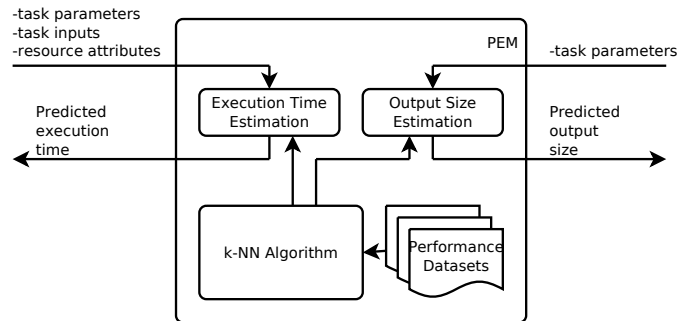 -task parameters
-task inputs
-resource attributes
PEM
-task parameters
Execution Time
Estimation
Output Size
Estimation
Predicted
execution
time
Predicted
output
size
k-NN Algorithm
Performance
Datasets